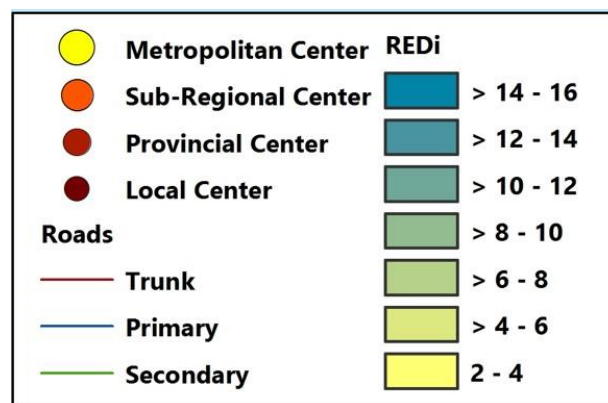 Metropolitan Center
Sub-Regional Center
Provincial Center
Local Center
Roads
Trunk
Primary
Secondary
REDi
> 14 - 16
> 12 - 14
> 10 - 12
> 8 - 10
> 6 - 8
> 4 - 6
2 - 4